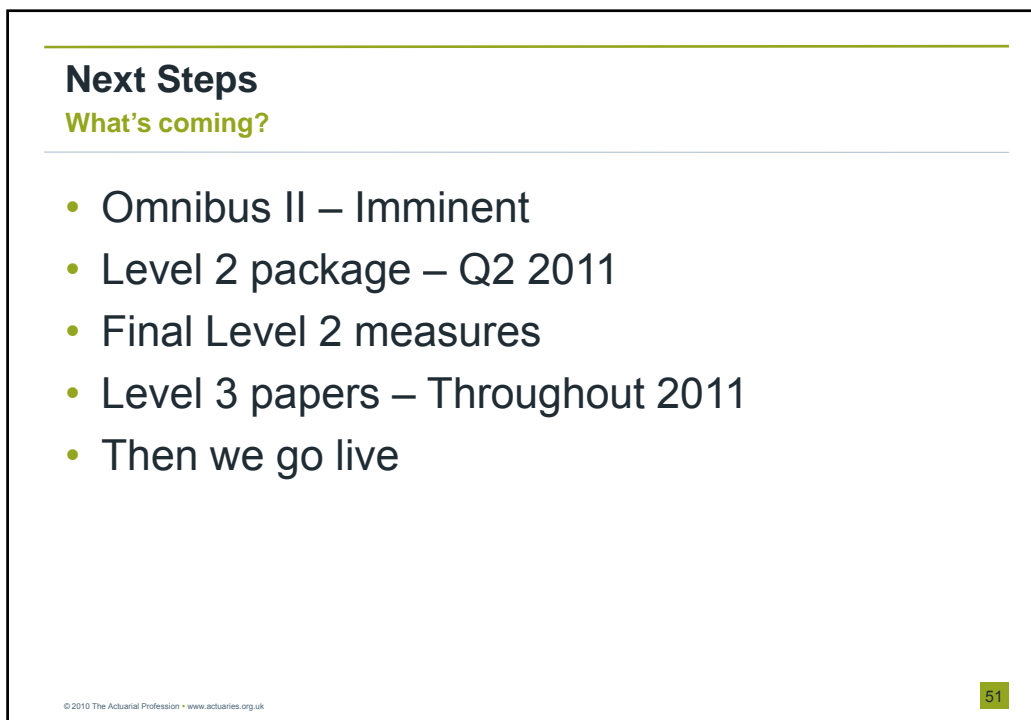 Next Steps
What’s coming?
• Omnibus II – Imminent
• Level 2 package – Q2 2011
• Final Level 2 measures
• Level 3 papers – Throughout 2011
• Then we go live
© 2010 The Actuarial Profession • www.actuaries.org.uk
51